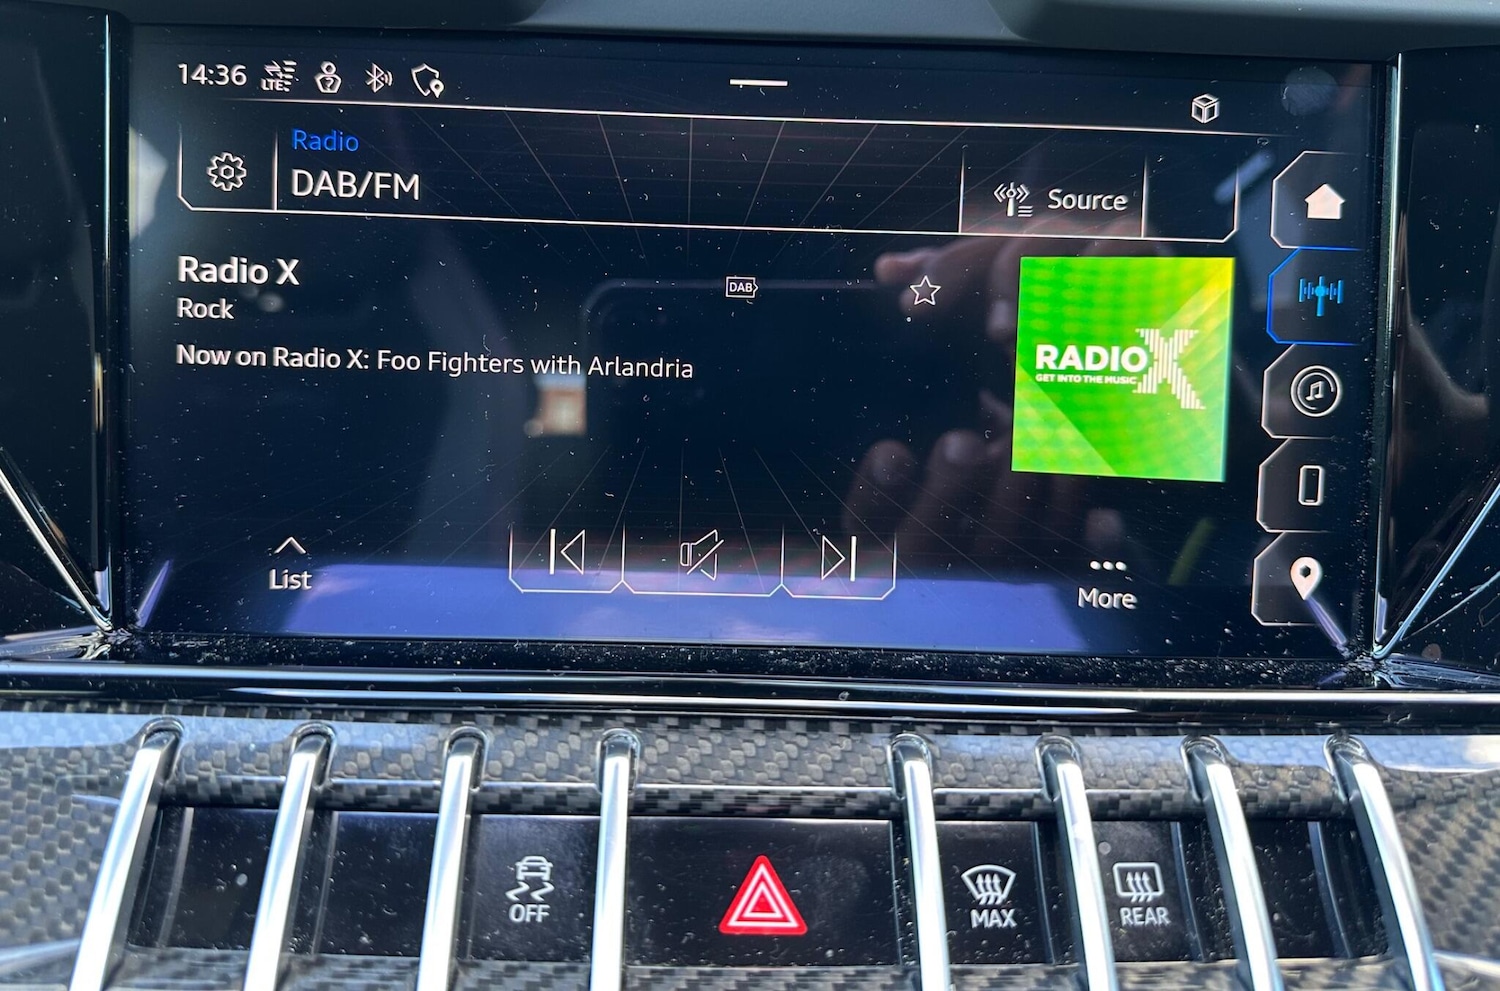 14:36 LTE
Radio
DAB/FM
Source
Radio X
DAB
Rock
Now on Radio X: Foo Fighters with Arlandria
RADIO X
GET INTO THE MUSIC
List
More
OFF
MAX
REAR